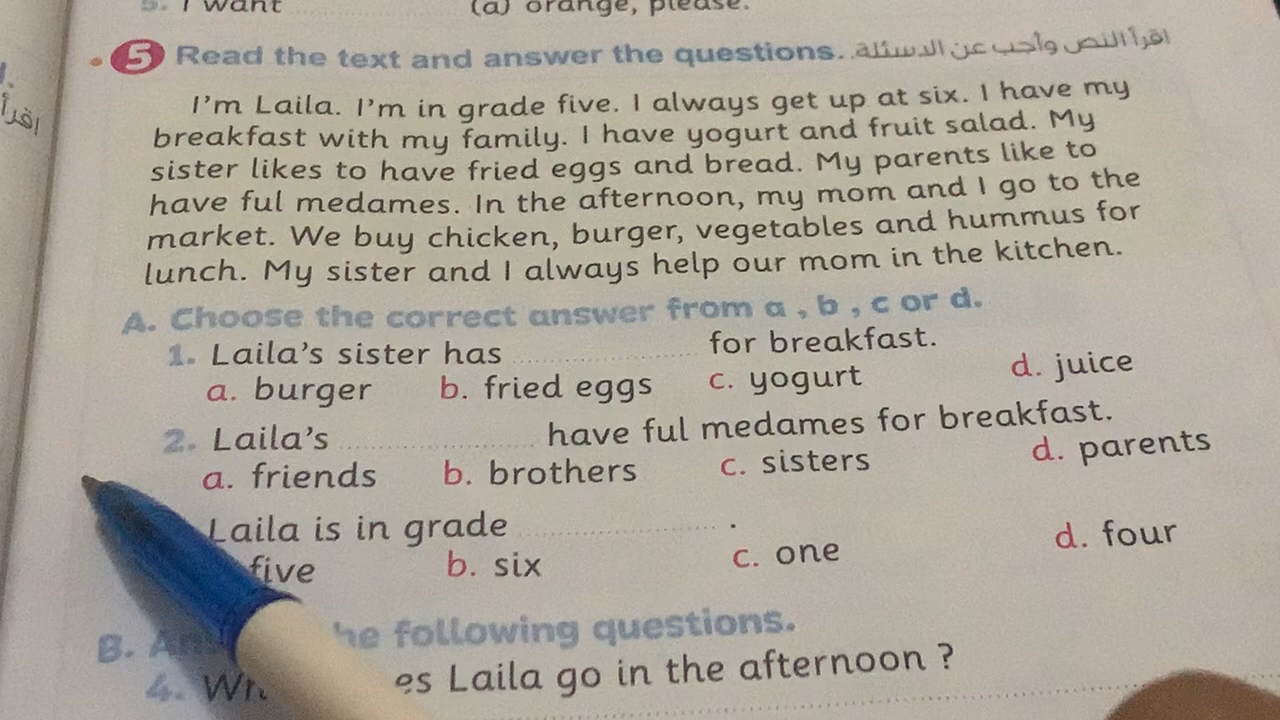 5. I want (a) orange, please.
5 Read the text and answer the questions. اقرأ النص وأجب عن الأسئلة.
I'm Laila. I'm in grade five. I always get up at six. I have my
breakfast with my family. I have yogurt and fruit salad. My
sister likes to have fried eggs and bread. My parents like to
have ful medames. In the afternoon, my mom and I go to the
market. We buy chicken, burger, vegetables and hummus for
lunch. My sister and I always help our mom in the kitchen.
اقرأ
A. Choose the correct answer from a , b , c or d.
1. Laila's sister has .................... for breakfast.
a. burger b. fried eggs c. yogurt d. juice
2. Laila's .................... have ful medames for breakfast.
a. friends b. brothers c. sisters d. parents
Laila is in grade .................... .
five b. six c. one d. four
B. he following questions.
4. es Laila go in the afternoon ?